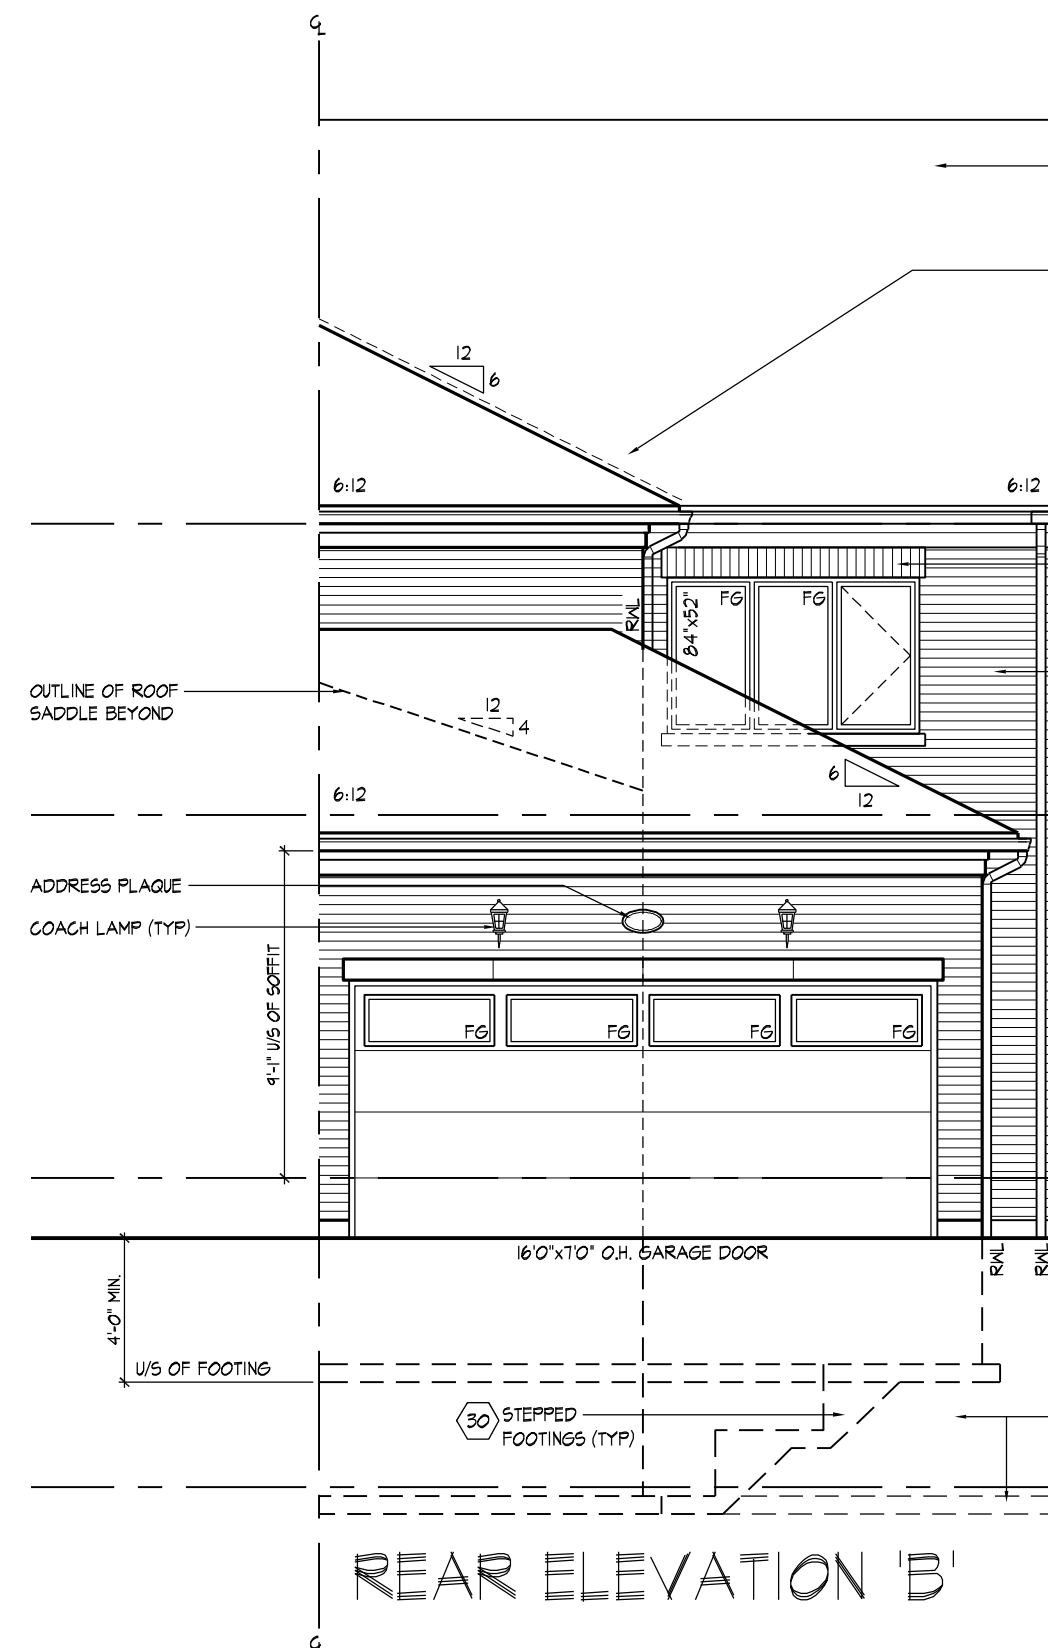 ℄
12
6
6:12
6:12
RWL
84"x52"
FG
FG
OUTLINE OF ROOF
SADDLE BEYOND
12
4
6
12
6:12
ADDRESS PLAQUE
COACH LAMP (TYP)
9'-1" U/S OF SOFFIT
FG
FG
FG
FG
16'0"x7'0" O.H. GARAGE DOOR
RWL
RWL
4'-0" MIN.
U/S OF FOOTING
30
STEPPED
FOOTINGS (TYP)
REAR ELEVATION 'B'